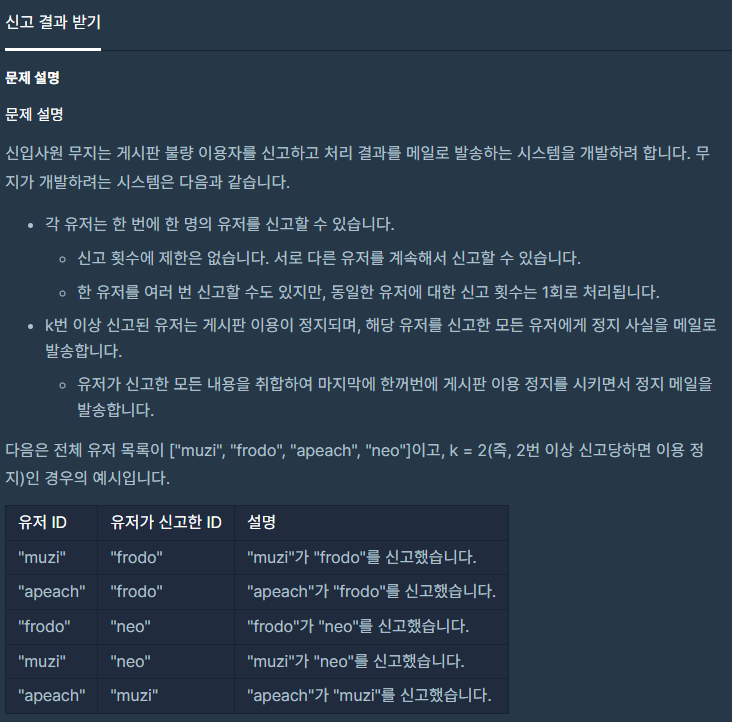 신고 결과 받기
문제 설명
문제 설명
신입사원 무지는 게시판 불량 이용자를 신고하고 처리 결과를 메일로 발송하는 시스템을 개발하려 합니다. 무
지가 개발하려는 시스템은 다음과 같습니다.
• 각 유저는 한 번에 한 명의 유저를 신고할 수 있습니다.
◦ 신고 횟수에 제한은 없습니다. 서로 다른 유저를 계속해서 신고할 수 있습니다.
◦ 한 유저를 여러 번 신고할 수도 있지만, 동일한 유저에 대한 신고 횟수는 1회로 처리됩니다.
• k번 이상 신고된 유저는 게시판 이용이 정지되며, 해당 유저를 신고한 모든 유저에게 정지 사실을 메일로
발송합니다.
◦ 유저가 신고한 모든 내용을 취합하여 마지막에 한꺼번에 게시판 이용 정지를 시키면서 정지 메일을
발송합니다.
다음은 전체 유저 목록이 ["muzi", "frodo", "apeach", "neo"]이고, k = 2(즉, 2번 이상 신고당하면 이용 정
지)인 경우의 예시입니다.
유저 ID 유저가 신고한 ID 설명
"muzi" "frodo" "muzi"가 "frodo"를 신고했습니다.
"apeach" "frodo" "apeach"가 "frodo"를 신고했습니다.
"frodo" "neo" "frodo"가 "neo"를 신고했습니다.
"muzi" "neo" "muzi"가 "neo"를 신고했습니다.
"apeach" "muzi" "apeach"가 "muzi"를 신고했습니다.